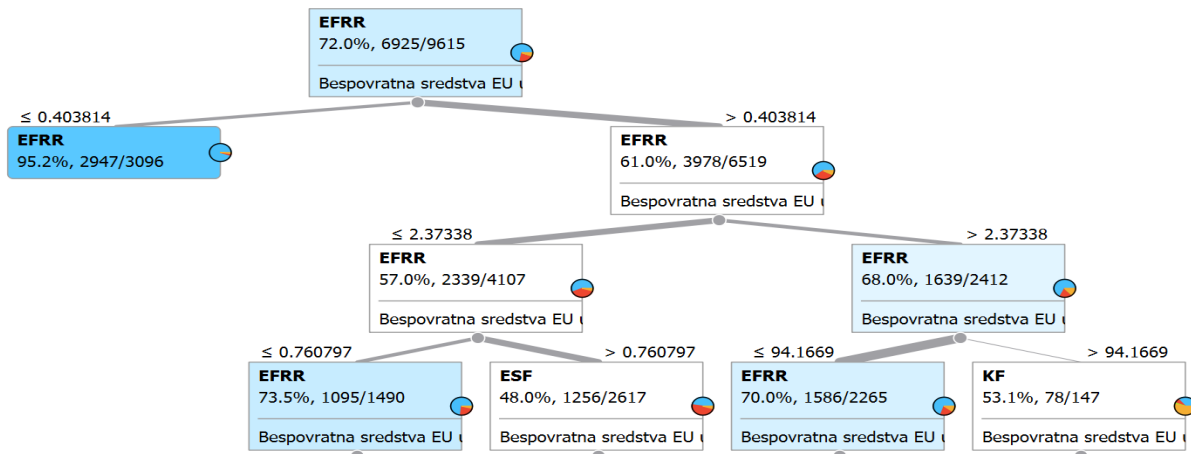 EFRR
72.0%, 6925/9615
Bespovratna sredstva EU u
≤ 0.403814
> 0.403814
EFRR
95.2%, 2947/3096
EFRR
61.0%, 3978/6519
Bespovratna sredstva EU u
≤ 2.37338
> 2.37338
EFRR
57.0%, 2339/4107
Bespovratna sredstva EU u
EFRR
68.0%, 1639/2412
Bespovratna sredstva EU u
≤ 0.760797
> 0.760797
≤ 94.1669
> 94.1669
EFRR
73.5%, 1095/1490
Bespovratna sredstva EU u
ESF
48.0%, 1256/2617
Bespovratna sredstva EU u
EFRR
70.0%, 1586/2265
Bespovratna sredstva EU u
KF
53.1%, 78/147
Bespovratna sredstva EU u